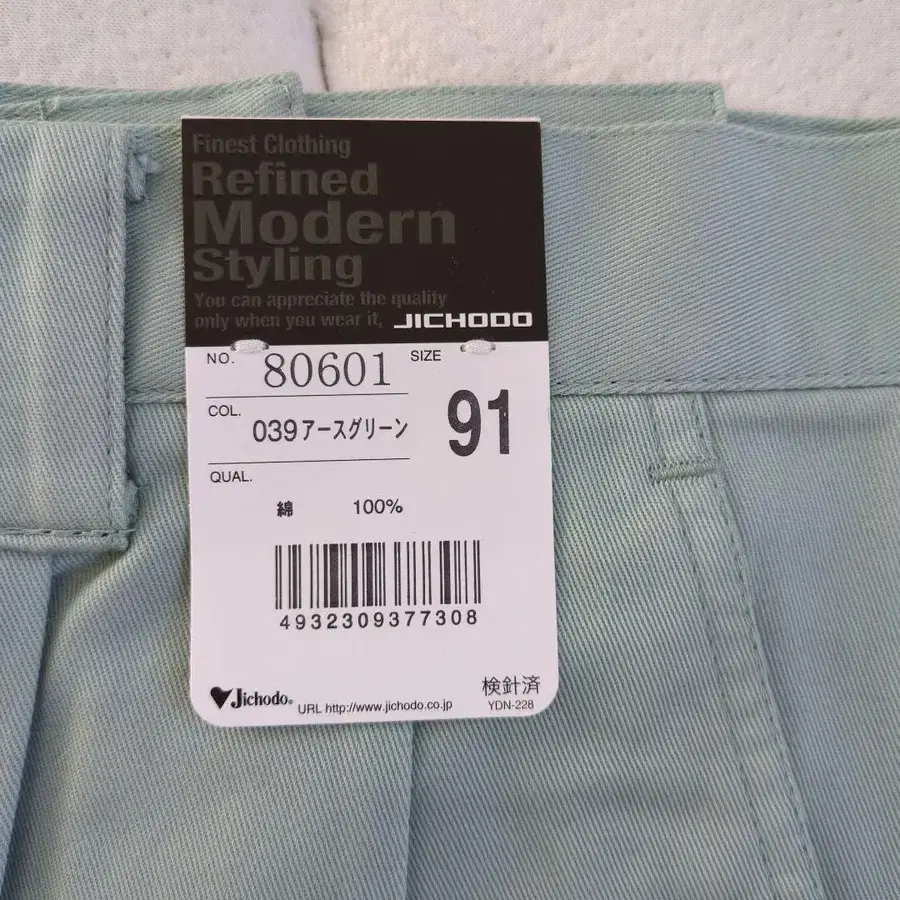 Finest Clothing
Refined
Modern
Styling
You can appreciate the quality
only when you wear it,
JICHODO
NO. 80601
SIZE 91
COL. 039アースグリーン
QUAL.
綿 100%
4932309377308
Jichodo®
URL http://www.jichodo.co.jp
検針済
YDN-228